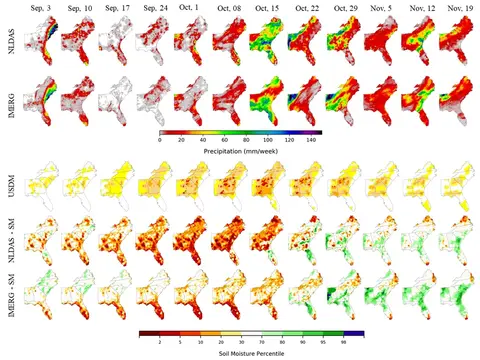 Sep, 3 Sep, 10 Sep, 17 Sep, 24 Oct, 1 Oct, 08 Oct, 15 Oct, 22 Oct, 29 Nov, 5 Nov, 12 Nov, 19
NLDAS
IMERG
0 20 40 60 80 100 120 140
Precipitation (mm/week)
USDM
NLDAS - SM
IMERG - SM
2 5 10 20 30 70 80 90 95 98
Soil Moisture Percentile